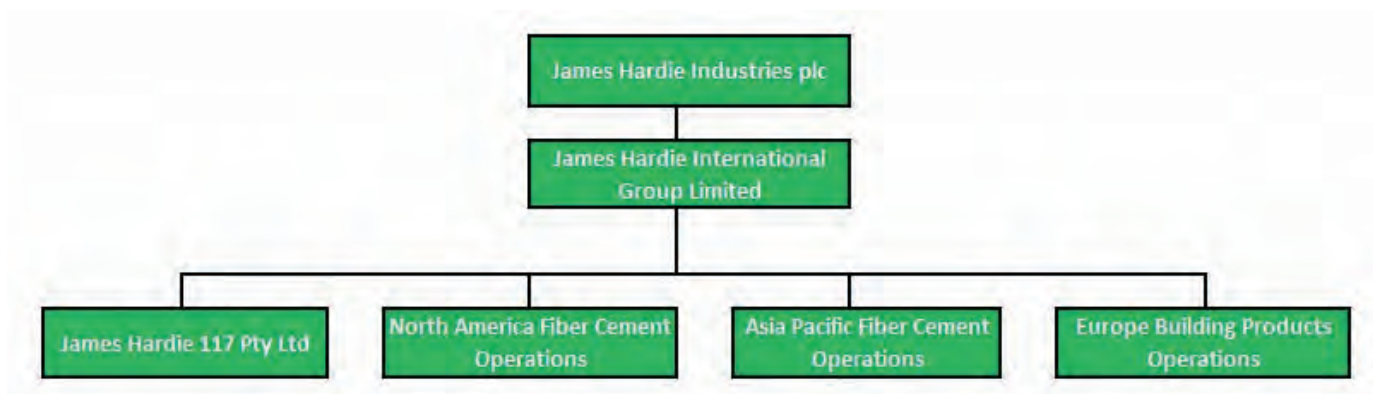 James Hardie Industries plc
James Hardie International
Group Limited
James Hardie 117 Pty Ltd
North America Fiber Cement
Operations
Asia Pacific Fiber Cement
Operations
Europe Building Products
Operations